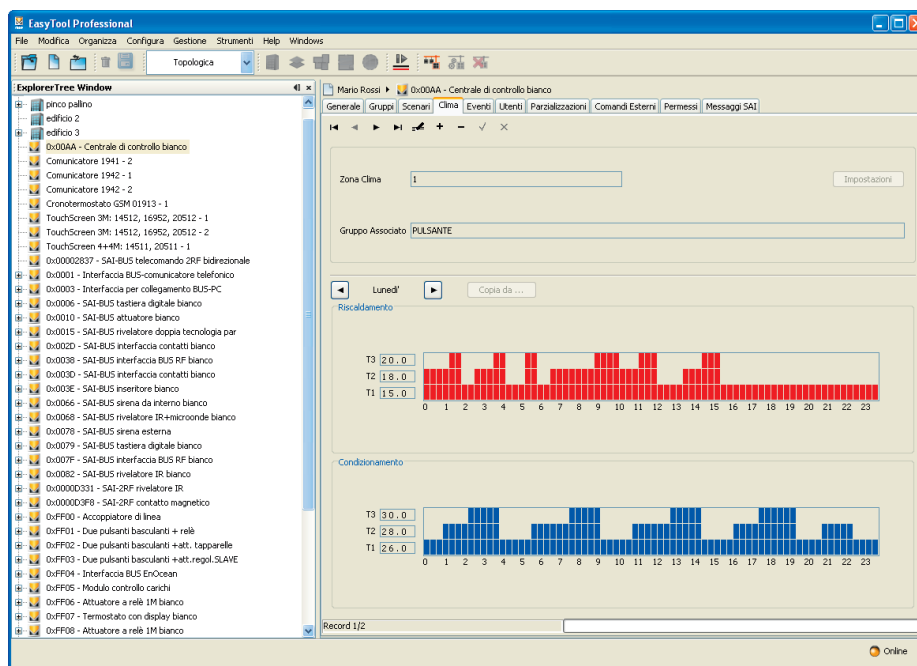 EasyTool Professional
File Modifica Organizza Configura Gestione Strumenti Help Windows
Topologica
ExplorerTree Window
pinco pallino
edificio 2
edificio 3
0x00AA - Centrale di controllo bianco
Comunicatore 1941 - 2
Comunicatore 1942 - 1
Comunicatore 1942 - 2
Cronotermostato GSM 01913 - 1
TouchScreen 3M: 14512, 16952, 20512 - 1
TouchScreen 3M: 14512, 16952, 20512 - 2
TouchScreen 4+4M: 14511, 20511 - 1
0x00002837 - SAI-BUS telecomando 2RF bidirezionale
0x0001 - Interfaccia BUS-comunicatore telefonico
0x0003 - Interfaccia per collegamento BUS-PC
0x0006 - SAI-BUS tastiera digitale bianco
0x0010 - SAI-BUS attuatore bianco
0x0015 - SAI-BUS rivelatore doppia tecnologia par
0x002D - SAI-BUS interfaccia contatti bianco
0x0038 - SAI-BUS interfaccia BUS RF bianco
0x003D - SAI-BUS interfaccia contatti bianco
0x003E - SAI-BUS inseritore bianco
0x0066 - SAI-BUS sirena da interno bianco
0x0068 - SAI-BUS rivelatore IR+microonde bianco
0x0078 - SAI-BUS sirena esterna
0x0079 - SAI-BUS tastiera digitale bianco
0x007F - SAI-BUS interfaccia BUS RF bianco
0x0082 - SAI-BUS rivelatore IR bianco
0x0000D331 - SAI-2RF rivelatore IR
0x0000D3F8 - SAI-2RF contatto magnetico
0xFF00 - Accoppiatore di linea
0xFF01 - Due pulsanti basculanti + relè
0xFF02 - Due pulsanti basculanti +att. tapparelle
0xFF03 - Due pulsanti basculanti +att.regol.SLAVE
0xFF04 - Interfaccia BUS EnOcean
0xFF05 - Modulo controllo carichi
0xFF06 - Attuatore a relè 1M bianco
0xFF07 - Termostato con display bianco
0xFF08 - Attuatore a relè 1M bianco
Mario Rossi 0x00AA - Centrale di controllo bianco
Generale Gruppi Scenari Clima Eventi Utenti Parzializzazioni Comandi Esterni Permessi Messaggi SAI
Zona Clima 1 Impostazioni
Gruppo Associato PULSANTE
Lunedi' Copia da ...
Riscaldamento
T3 20.0
T2 18.0
T1 15.0
0 1 2 3 4 5 6 7 8 9 10 11 12 13 14 15 16 17 18 19 20 21 22 23
Condizionamento
T3 30.0
T2 28.0
T1 26.0
0 1 2 3 4 5 6 7 8 9 10 11 12 13 14 15 16 17 18 19 20 21 22 23
Record 1/2
Online